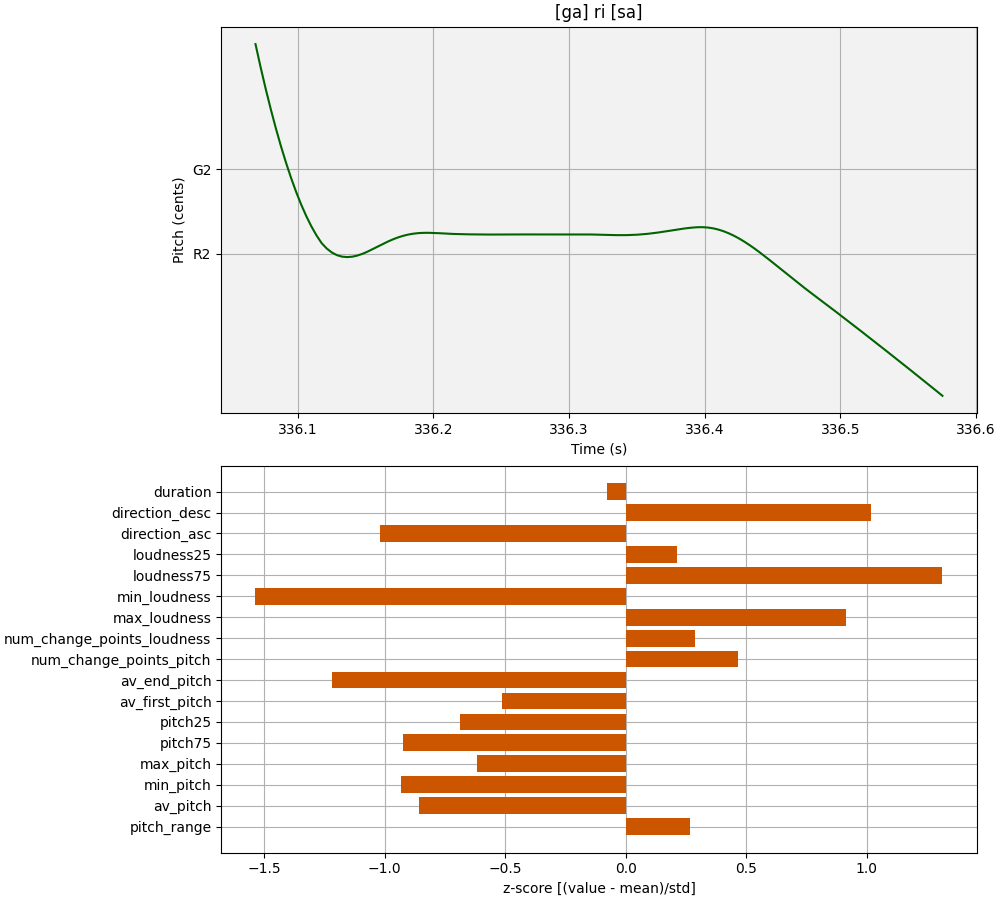 [ga] ri [sa]
Pitch (cents)
G2
R2
336.1 336.2 336.3 336.4 336.5 336.6
Time (s)
duration
direction_desc
direction_asc
loudness25
loudness75
min_loudness
max_loudness
num_change_points_loudness
num_change_points_pitch
av_end_pitch
av_first_pitch
pitch25
pitch75
max_pitch
min_pitch
av_pitch
pitch_range
−1.5 −1.0 −0.5 0.0 0.5 1.0
z-score [(value - mean)/std]